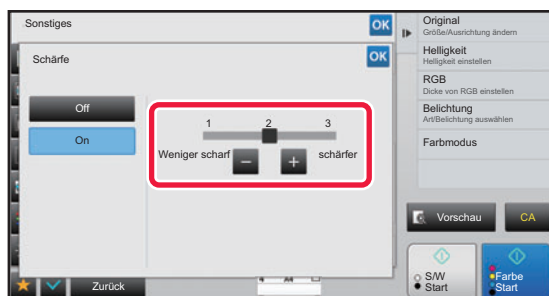 Sonstiges
OK
Schärfe
OK
Off
On
1 2 3
Weniger scharf
schärfer
Zurück
Original
Größe/Ausrichtung ändern
Helligkeit
Helligkeit einstellen
RGB
Dicke von RGB einstellen
Belichtung
Art/Belichtung auswählen
Farbmodus
Vorschau
CA
S/W
Start
Farbe
Start